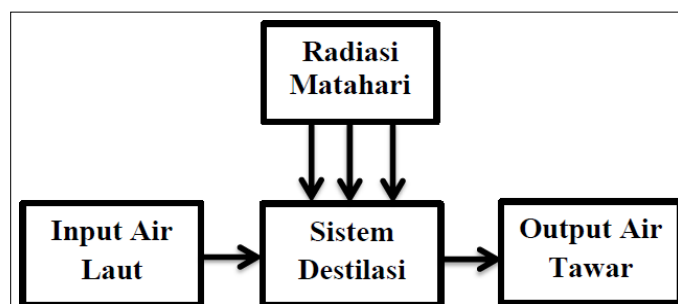 Radiasi
Matahari
Input Air
Laut
Sistem
Destilasi
Output Air
Tawar